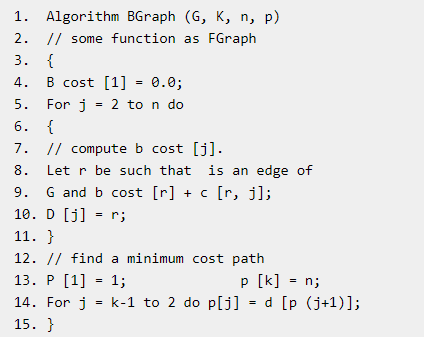 1. Algorithm BGraph (G, K, n, p)
2. // some function as FGraph
3. {
4. B cost [1] = 0.0;
5. For j = 2 to n do
6. {
7. // compute b cost [j].
8. Let r be such that  is an edge of
9. G and b cost [r] + c [r, j];
10. D [j] = r;
11. }
12. // find a minimum cost path
13. P [1] = 1; p [k] = n;
14. For j = k-1 to 2 do p[j] = d [p (j+1)];
15. }